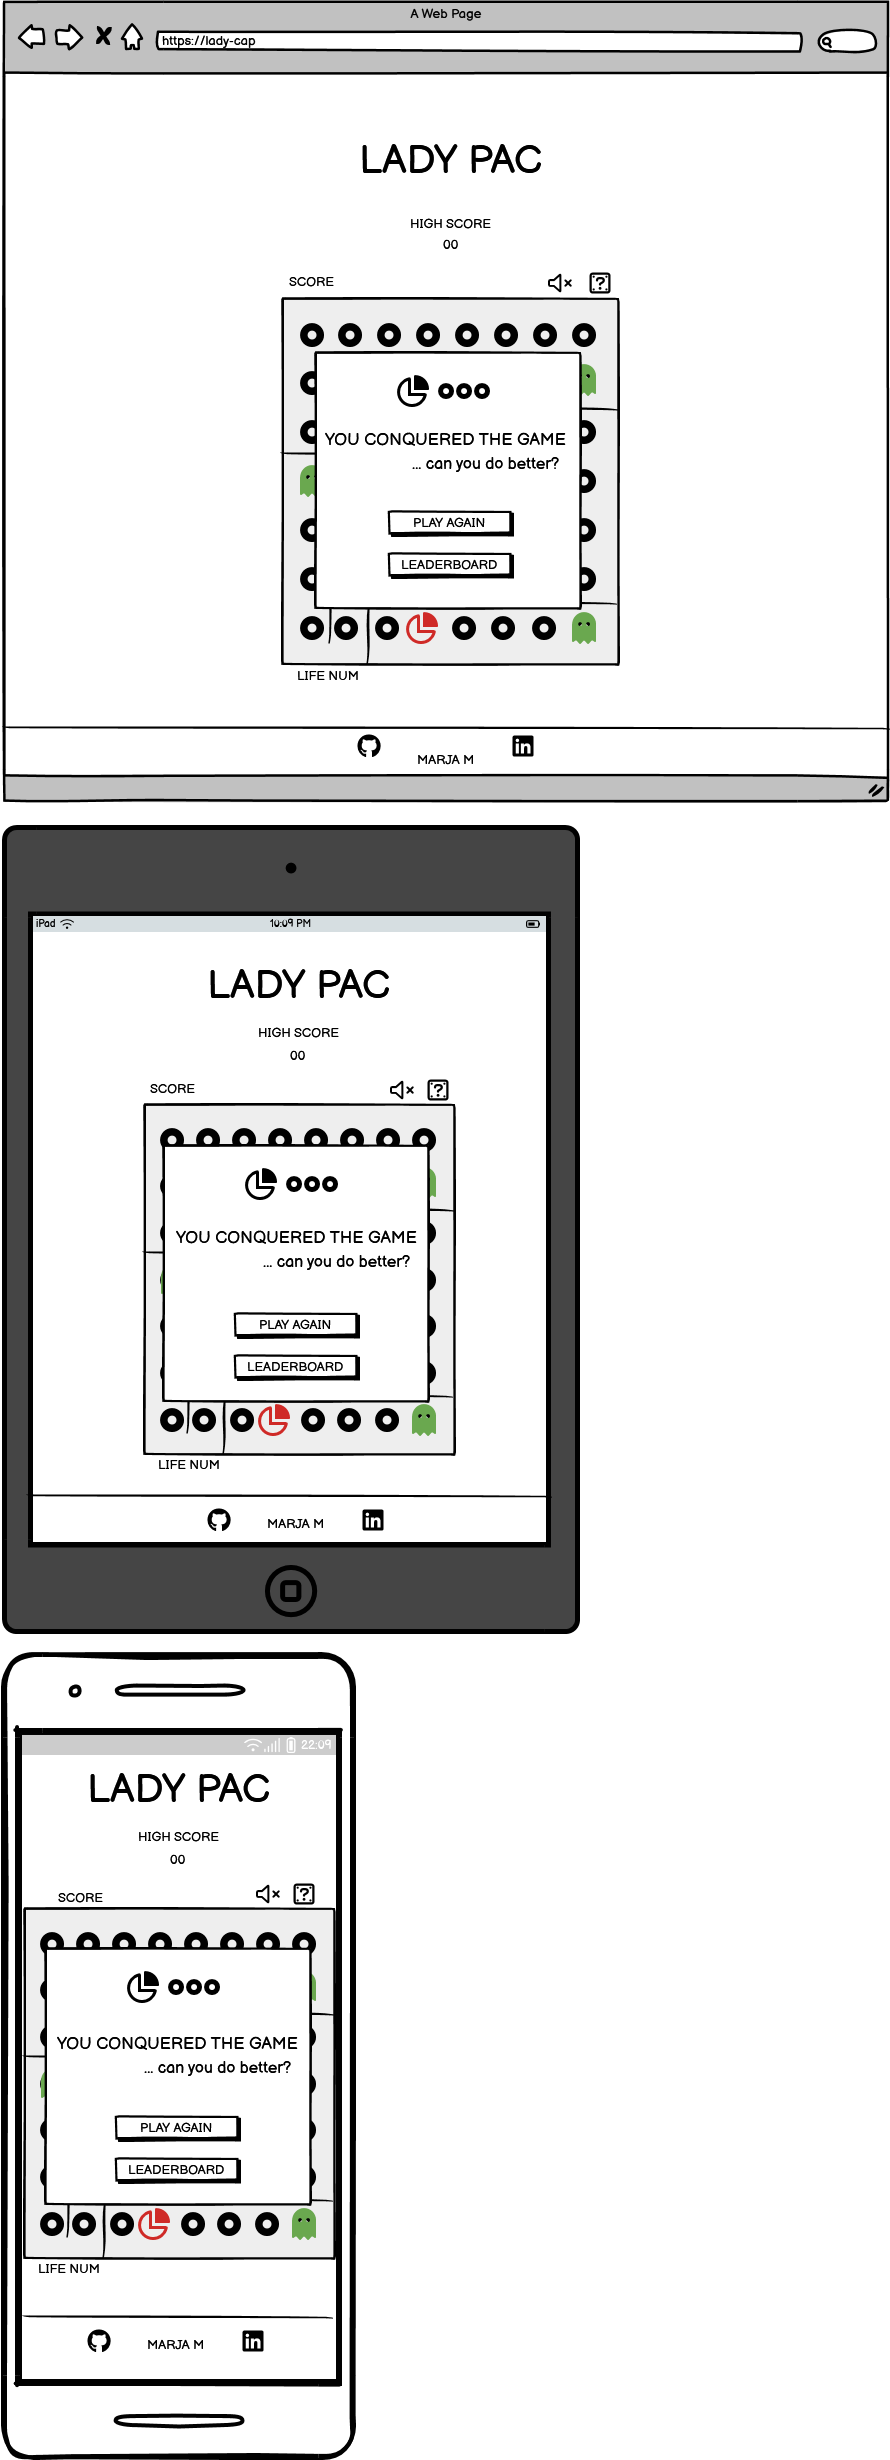 A Web Page
https://lady-cap
LADY PAC
HIGH SCORE
00
SCORE
YOU CONQUERED THE GAME
... can you do better?
PLAY AGAIN
LEADERBOARD
LIFE NUM
MARJA M
in
iPad 10:09 PM
LADY PAC
HIGH SCORE
00
SCORE
YOU CONQUERED THE GAME
... can you do better?
PLAY AGAIN
LEADERBOARD
LIFE NUM
MARJA M
in
22:09
LADY PAC
HIGH SCORE
00
SCORE
YOU CONQUERED THE GAME
... can you do better?
PLAY AGAIN
LEADERBOARD
LIFE NUM
MARJA M
in